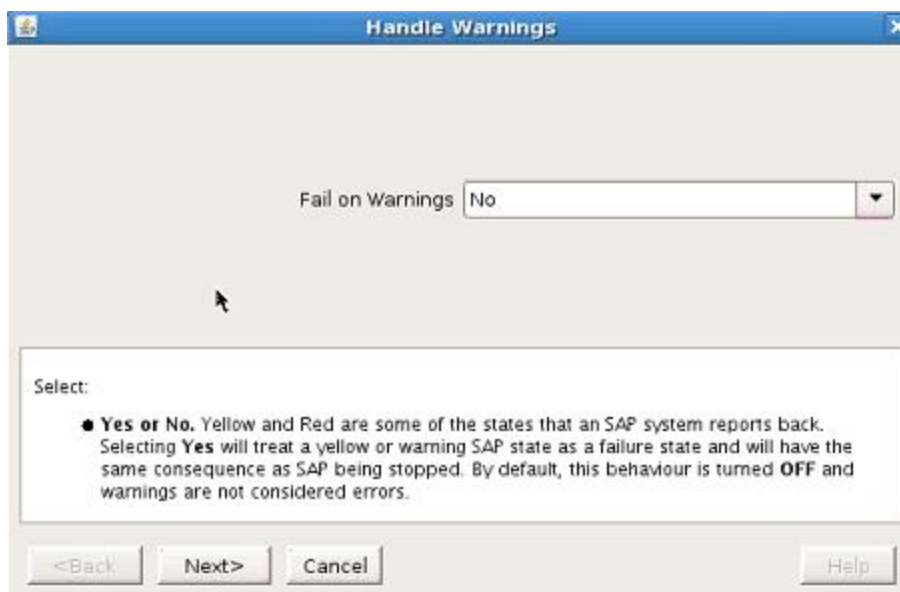 Handle Warnings
Fail on Warnings No
Select:
● Yes or No. Yellow and Red are some of the states that an SAP system reports back.
Selecting Yes will treat a yellow or warning SAP state as a failure state and will have the
same consequence as SAP being stopped. By default, this behaviour is turned OFF and
warnings are not considered errors.
<Back Next> Cancel Help